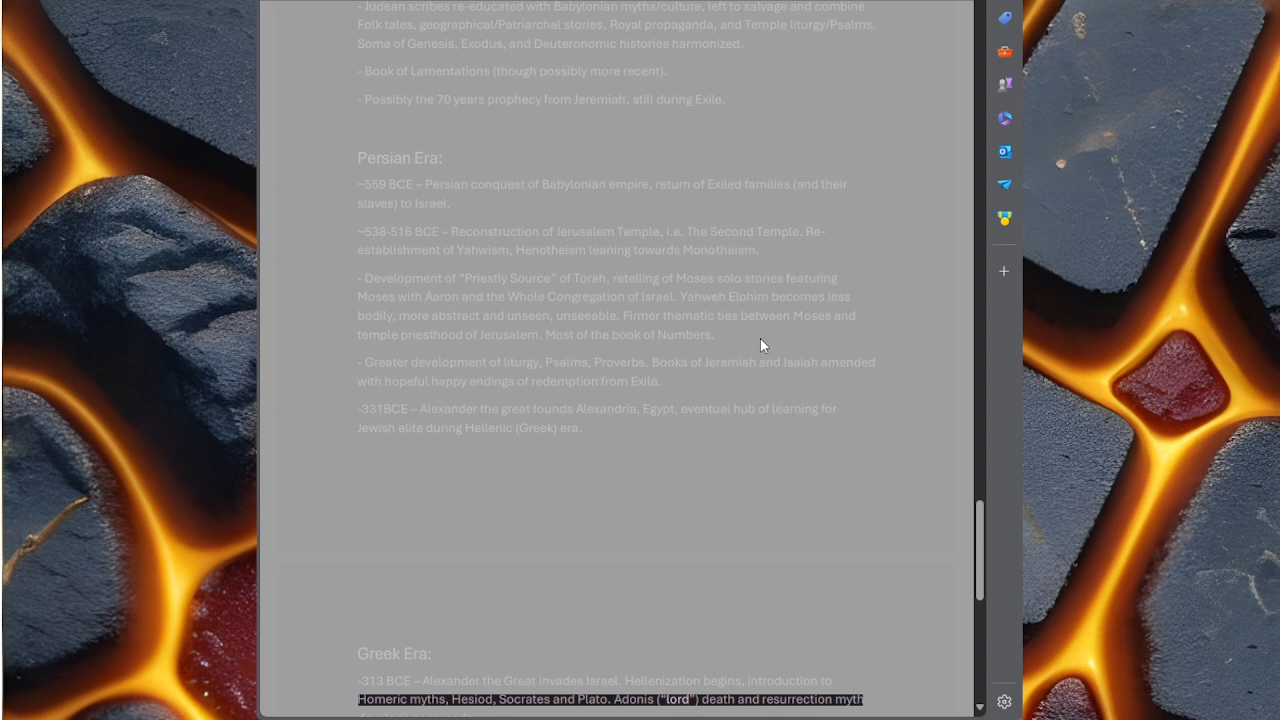 - Judean scribes re-educated with Babylonian myths/culture, left to salvage and combine
Folk tales, geographical/Patriarchal stories, Royal propaganda, and Temple liturgy/Psalms.
Some of Genesis, Exodus, and Deuteronomic histories harmonized.
- Book of Lamentations (though possibly more recent).
- Possibly the 70 years prophecy from Jeremiah, still during Exile.
Persian Era:
~559 BCE – Persian conquest of Babylonian empire, return of Exiled families (and their
slaves) to Israel.
~538-516 BCE – Reconstruction of Jerusalem Temple, i.e. The Second Temple. Re-
establishment of Yahwism, Henotheism leaning towards Monotheism.
- Development of “Priestly Source” of Torah, retelling of Moses solo stories featuring
Moses with Aaron and the Whole Congregation of Israel. Yahweh Elohim becomes less
bodily, more abstract and unseen, unseeable. Firmer thematic ties between Moses and
temple priesthood of Jerusalem. Most of the book of Numbers.
- Greater development of liturgy, Psalms, Proverbs. Books of Jeremiah and Isaiah amended
with hopeful happy endings of redemption from Exile.
-331BCE – Alexander the great founds Alexandria, Egypt, eventual hub of learning for
Jewish elite during Hellenic (Greek) era.
Greek Era:
-313 BCE – Alexander the Great invades Israel. Hellenization begins, introduction to
Homeric myths, Hesiod, Socrates and Plato. Adonis (“lord”) death and resurrection myth